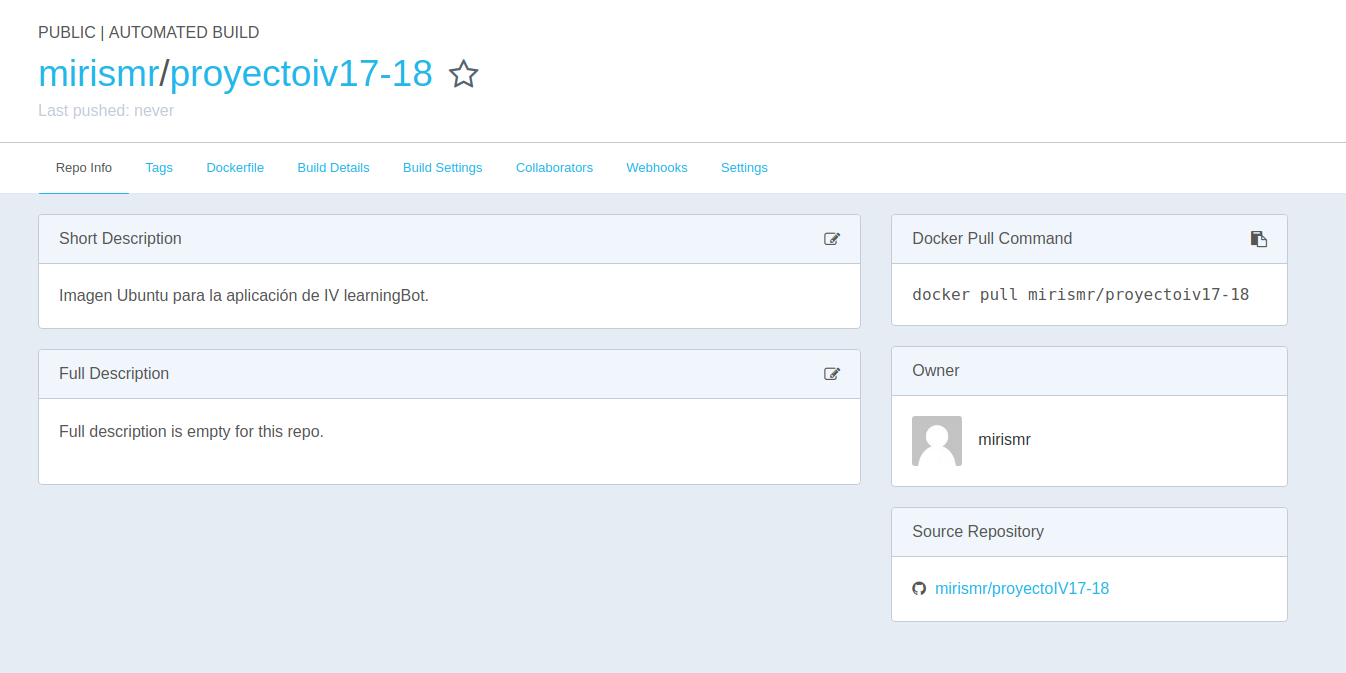 PUBLIC | AUTOMATED BUILD
mirismr/proyectoiv17-18
Last pushed: never
Repo Info Tags Dockerfile Build Details Build Settings Collaborators Webhooks Settings
Short Description
Imagen Ubuntu para la aplicación de IV learningBot.
Full Description
Full description is empty for this repo.
Docker Pull Command
docker pull mirismr/proyectoiv17-18
Owner
mirismr
Source Repository
mirismr/proyectoIV17-18